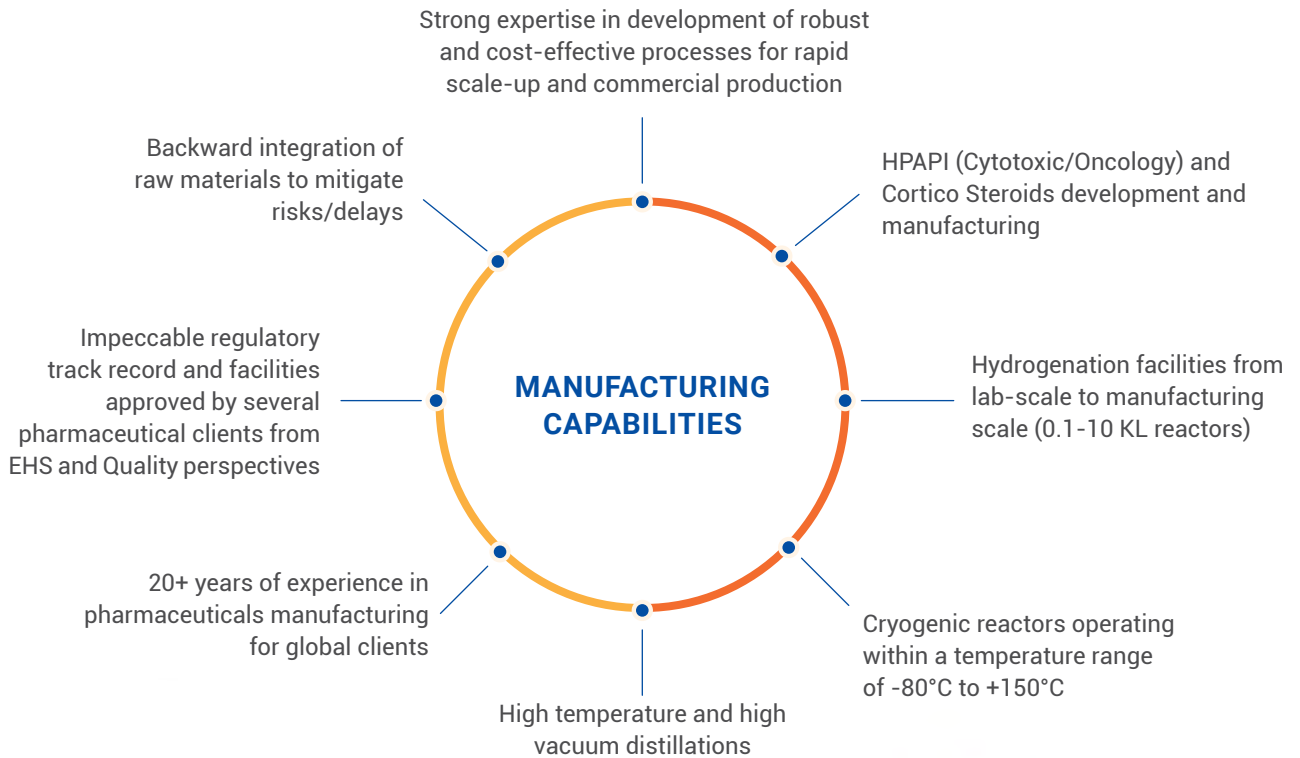 Strong expertise in development of robust
and cost-effective processes for rapid
scale-up and commercial production
HPAPI (Cytotoxic/Oncology) and
Cortico Steroids development and
manufacturing
Hydrogenation facilities from
lab-scale to manufacturing
scale (0.1-10 KL reactors)
Cryogenic reactors operating
within a temperature range
of -80°C to +150°C
High temperature and high
vacuum distillations
20+ years of experience in
pharmaceuticals manufacturing
for global clients
Impeccable regulatory
track record and facilities
approved by several
pharmaceutical clients from
EHS and Quality perspectives
Backward integration of
raw materials to mitigate
risks/delays
MANUFACTURING
CAPABILITIES